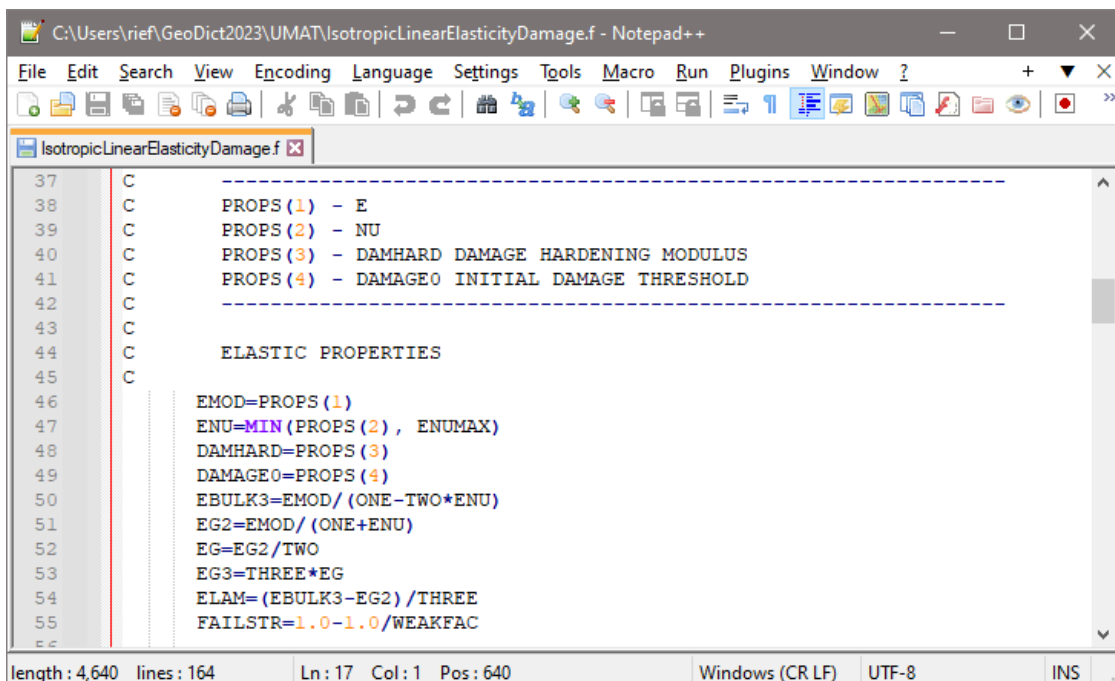 C:\Users\rief\GeoDict2023\UMAT\IsotropicLinearElasticityDamage.f - Notepad++
File Edit Search View Encoding Language Settings Tools Macro Run Plugins Window ? + ▼ X
IsotropicLinearElasticityDamage.f
37 C ----------------------------------------------------------------
38 C PROPS(1) - E
39 C PROPS(2) - NU
40 C PROPS(3) - DAMHARD DAMAGE HARDENING MODULUS
41 C PROPS(4) - DAMAGE0 INITIAL DAMAGE THRESHOLD
42 C ----------------------------------------------------------------
43 C
44 C ELASTIC PROPERTIES
45 C
46 EMOD=PROPS(1)
47 ENU=MIN(PROPS(2), ENUMAX)
48 DAMHARD=PROPS(3)
49 DAMAGE0=PROPS(4)
50 EBULK3=EMOD/(ONE-TWO*ENU)
51 EG2=EMOD/(ONE+ENU)
52 EG=EG2/TWO
53 EG3=THREE*EG
54 ELAM=(EBULK3-EG2)/THREE
55 FAILSTR=1.0-1.0/WEAKFAC
length : 4,640 lines : 164 Ln : 17 Col : 1 Pos : 640 Windows (CR LF) UTF-8 INS